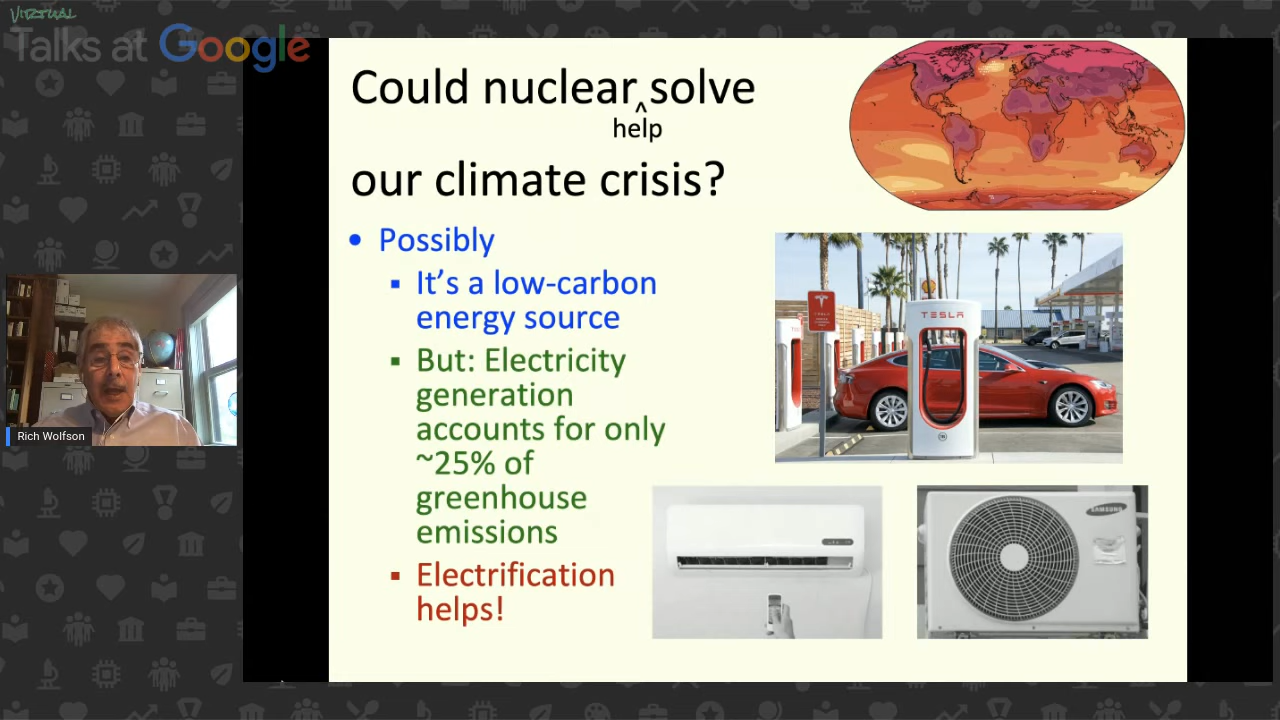 VIRTUAL
Talks at Google
Could nuclear solve
^
help
our climate crisis?
• Possibly
▪ It's a low-carbon
energy source
▪ But: Electricity
generation
accounts for only
~25% of
greenhouse
emissions
▪ Electrification
helps!
TESLA
SAMSUNG
Rich Wolfson